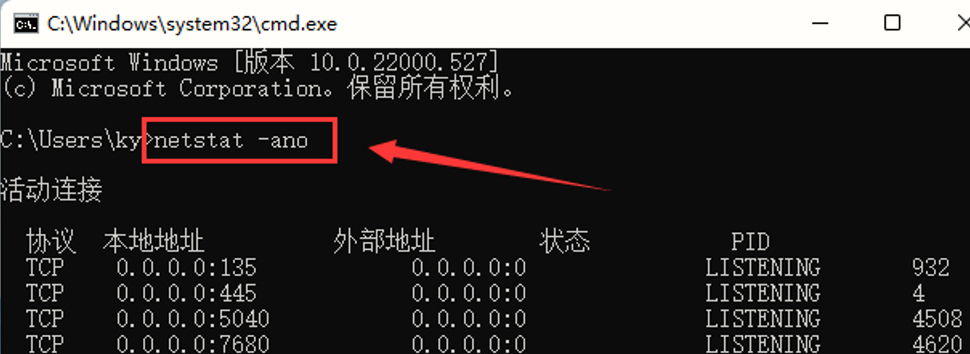 C:\Windows\system32\cmd.exe
Microsoft Windows [版本 10.0.22000.527]
(c) Microsoft Corporation。保留所有权利。
C:\Users\ky>netstat -ano
活动连接
协议 本地地址 外部地址 状态 PID
TCP 0.0.0.0:135 0.0.0.0:0 LISTENING 932
TCP 0.0.0.0:445 0.0.0.0:0 LISTENING 4
TCP 0.0.0.0:5040 0.0.0.0:0 LISTENING 4508
TCP 0.0.0.0:7680 0.0.0.0:0 LISTENING 4620